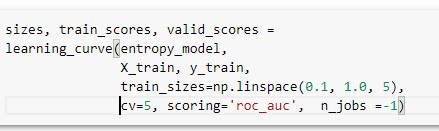 sizes, train_scores, valid_scores =
learning_curve(entropy_model,
X_train, y_train,
train_sizes=np.linspace(0.1, 1.0, 5),
cv=5, scoring='roc_auc',  n_jobs =-1)